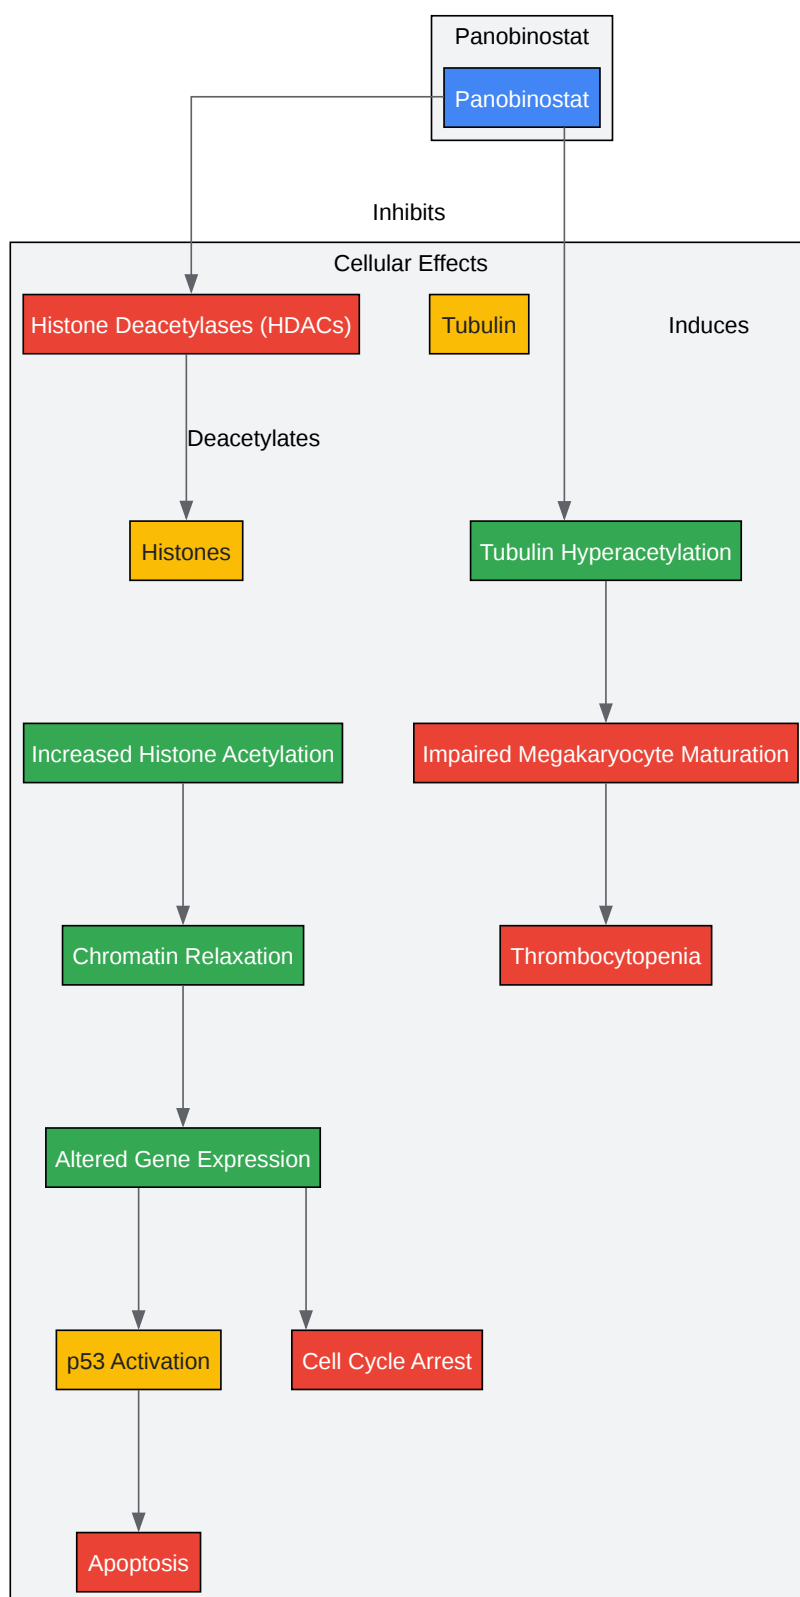 Panobinostat
Panobinostat
Inhibits
Cellular Effects
Histone Deacetylases (HDACs)
Tubulin
Induces
Deacetylates
Histones
Tubulin Hyperacetylation
Increased Histone Acetylation
Impaired Megakaryocyte Maturation
Chromatin Relaxation
Thrombocytopenia
Altered Gene Expression
p53 Activation
Cell Cycle Arrest
Apoptosis